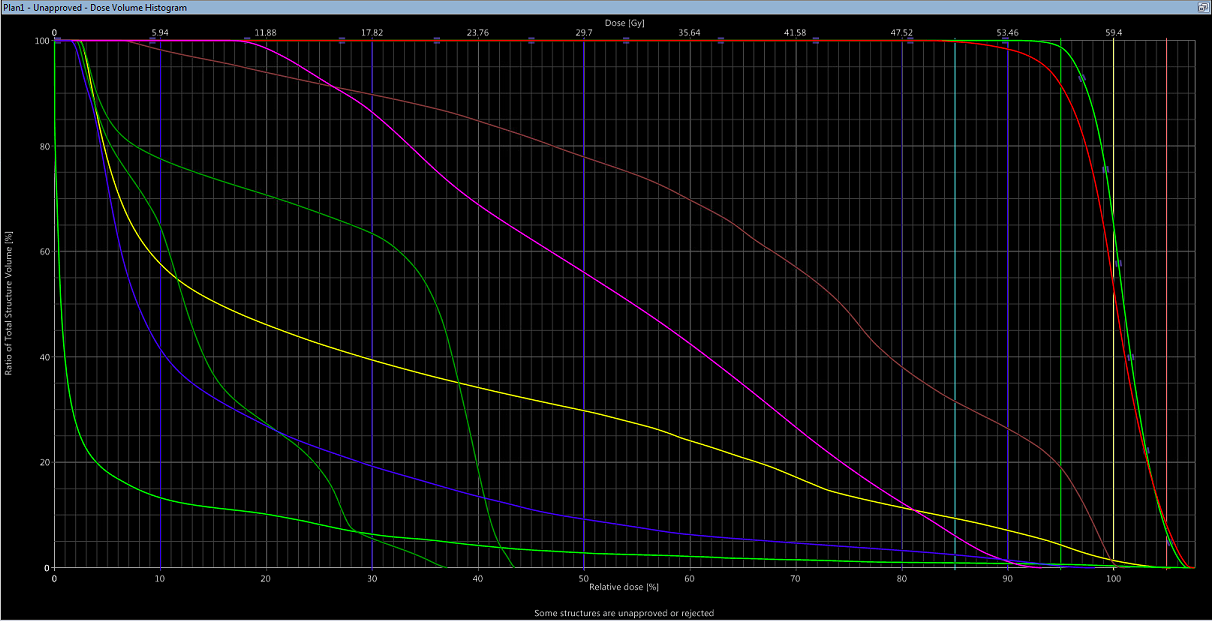 Plan1 - Unapproved - Dose Volume Histogram
Dose [Gy]
0 5.94 11.88 17.82 23.76 29.7 35.64 41.58 47.52 53.46 59.4
100
80
60
40
20
0
Ratio of Total Structure Volume [%]
0 10 20 30 40 50 60 70 80 90 100
Relative dose [%]
Some structures are unapproved or rejected